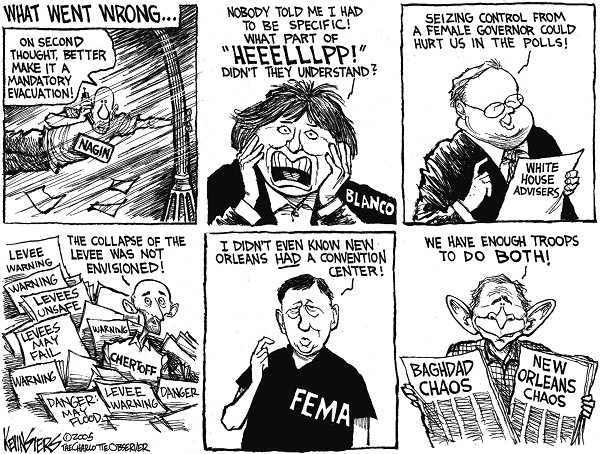 WHAT WENT WRONG...
ON SECOND
THOUGHT, BETTER
MAKE IT A
MANDATORY
EVACUATION!
NAGIN
NOBODY TOLD ME I HAD
TO BE SPECIFIC!
WHAT PART OF
"HEEELLLPP!"
DIDN'T THEY UNDERSTAND?
BLANCO
SEIZING CONTROL FROM
A FEMALE GOVERNOR COULD
HURT US IN THE POLLS!
WHITE
HOUSE
ADVISERS
THE COLLAPSE OF THE
LEVEE WAS NOT
ENVISIONED!
LEVEE
WARNING
WARNING
LEVEES
UNSAFE
LEVEES
MAY
FAIL
WARNING
WARNING
CHERTOFF
DANGER:
MAY
FLOOD
LEVEE
WARNING
DANGER
KEVIN SIERS
©2005
THE CHARLOTTE OBSERVER
I DIDN'T EVEN KNOW NEW
ORLEANS HAD A CONVENTION
CENTER!
FEMA
WE HAVE ENOUGH TROOPS
TO DO BOTH!
BAGHDAD
CHAOS
NEW
ORLEANS
CHAOS